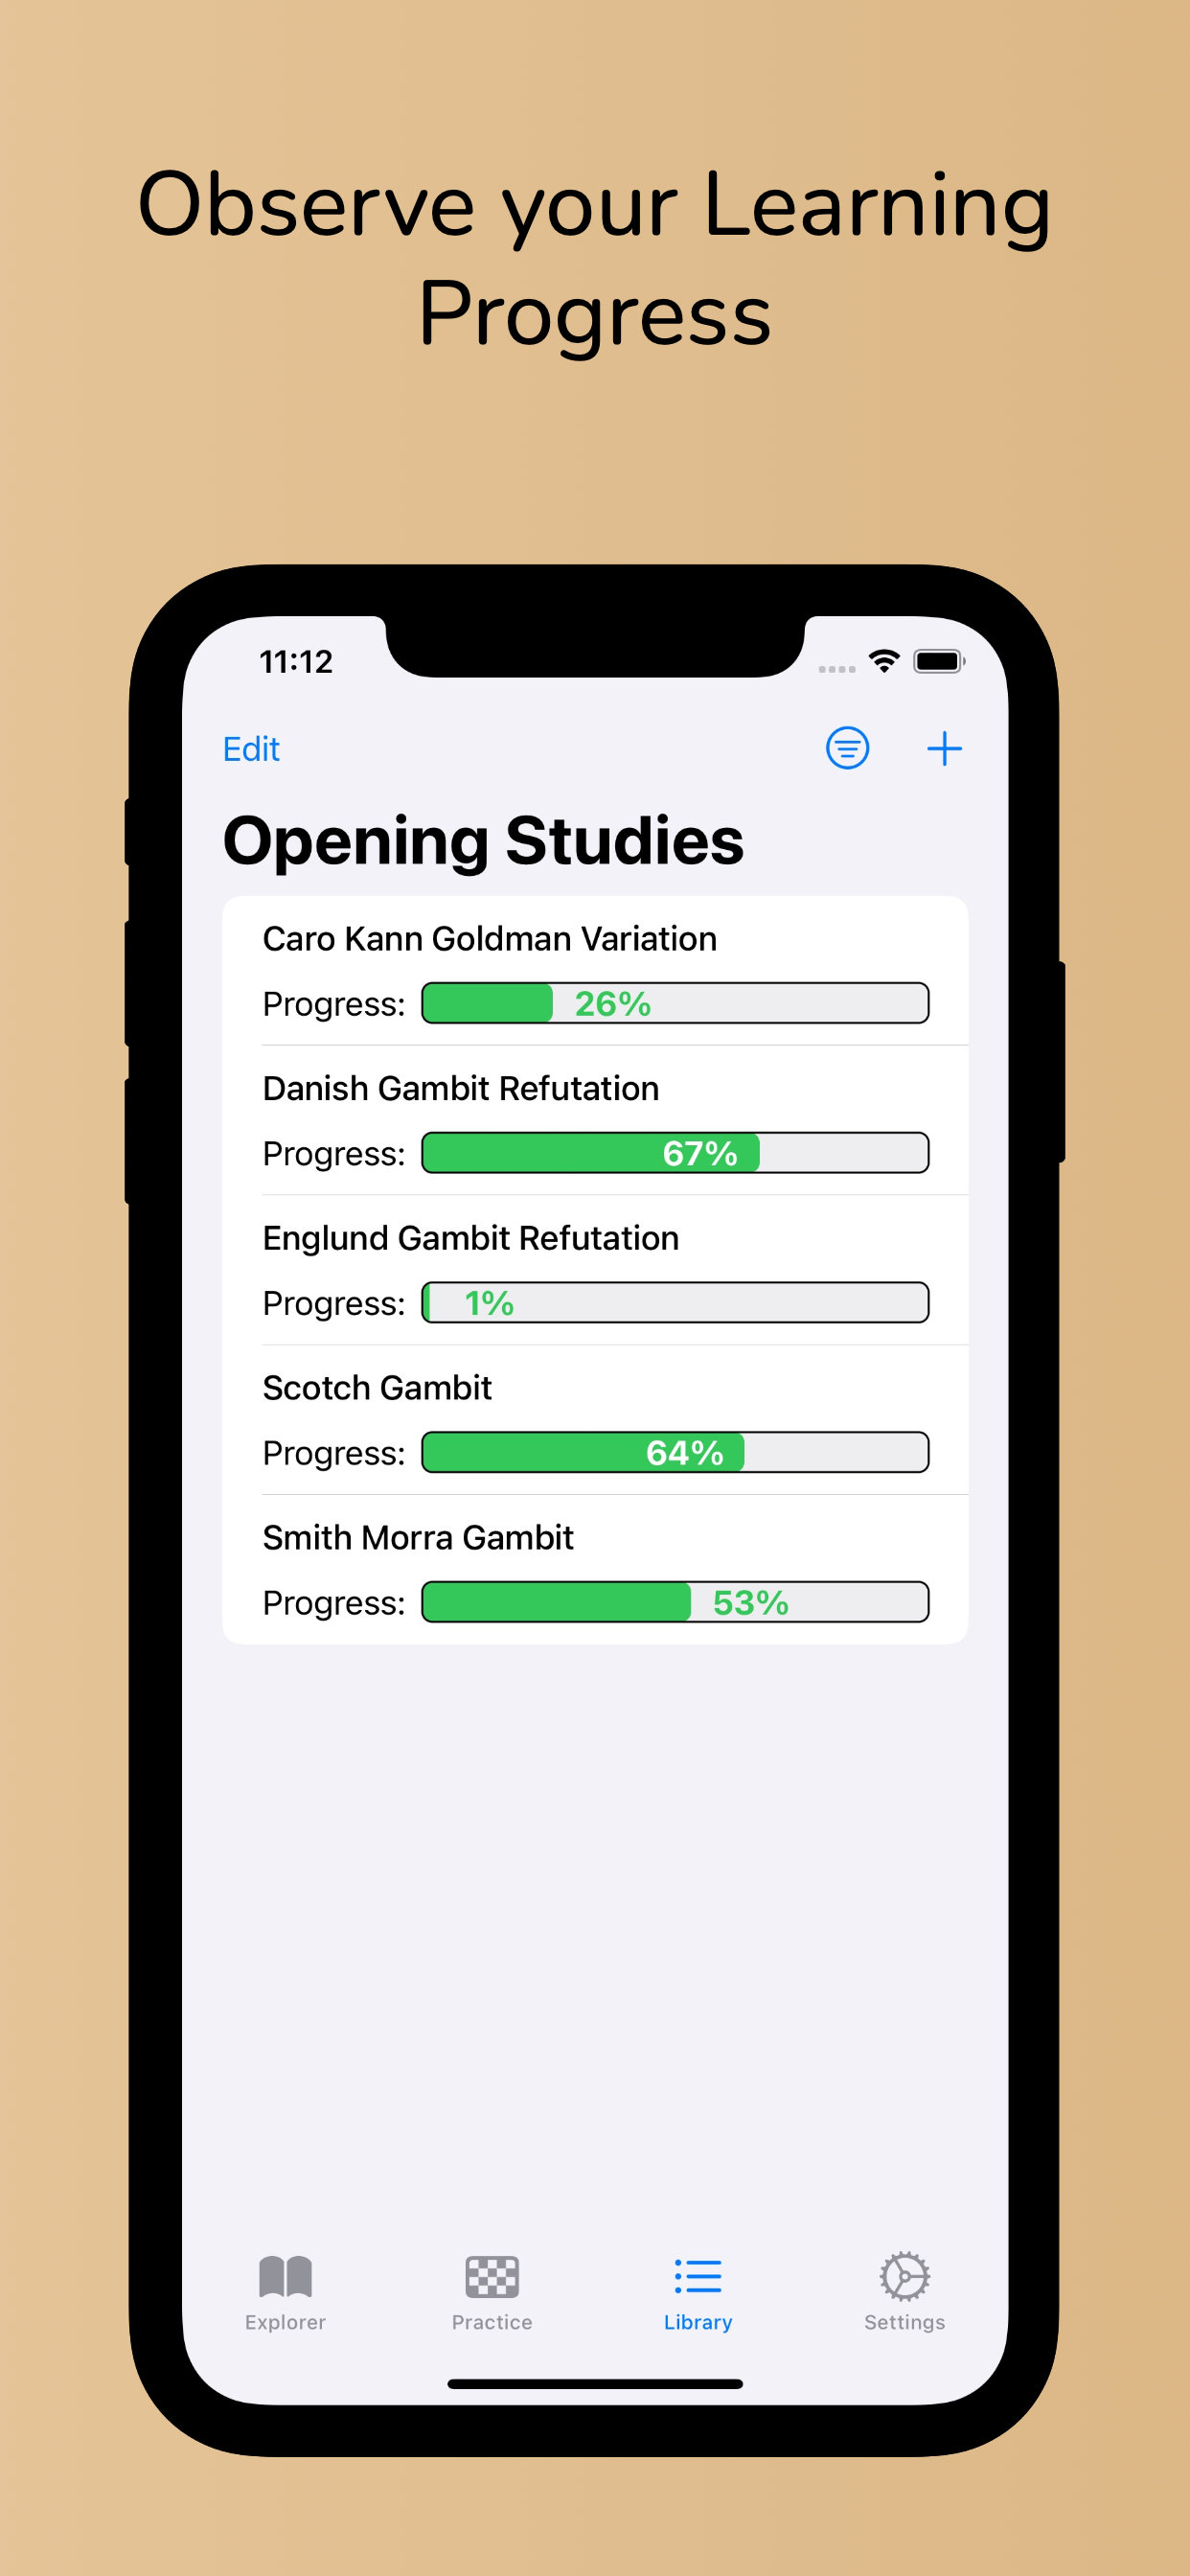 Observe your Learning
Progress
11:12
Edit
Opening Studies
Caro Kann Goldman Variation
Progress: 26%
Danish Gambit Refutation
Progress: 67%
Englund Gambit Refutation
Progress: 1%
Scotch Gambit
Progress: 64%
Smith Morra Gambit
Progress: 53%
Explorer Practice Library Settings